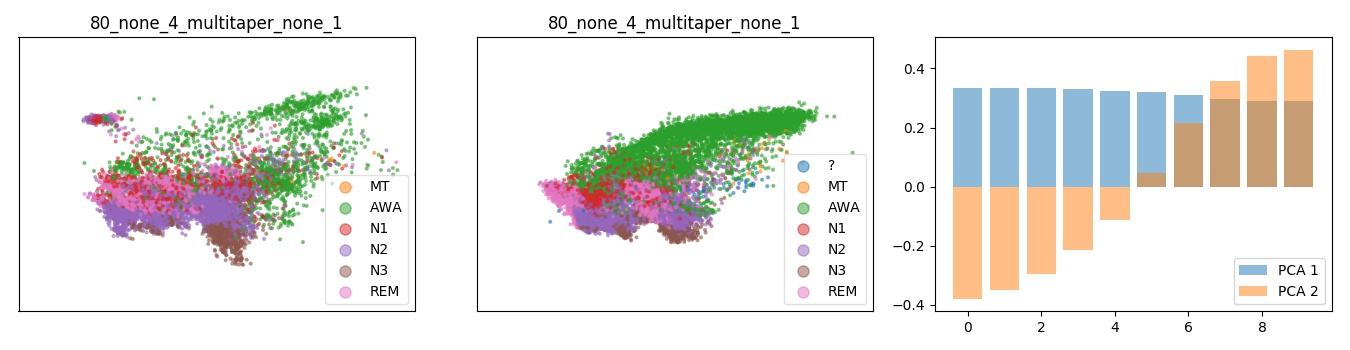 80_none_4_multitaper_none_1
MT
AWA
N1
N2
N3
REM
80_none_4_multitaper_none_1
?
MT
AWA
N1
N2
N3
REM
0.4
0.2
0.0
−0.2
−0.4
0
2
4
6
8
PCA 1
PCA 2